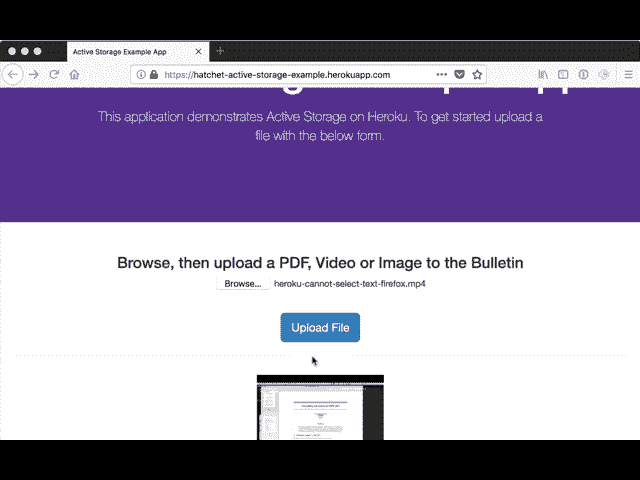 Active Storage Example App
https://hatchet-active-storage-example.herokuapp.com
This application demonstrates Active Storage on Heroku. To get started upload a
file with the below form.
Browse, then upload a PDF, Video or Image to the Bulletin
Browse... heroku-cannot-select-text-firefox.mp4
Upload File